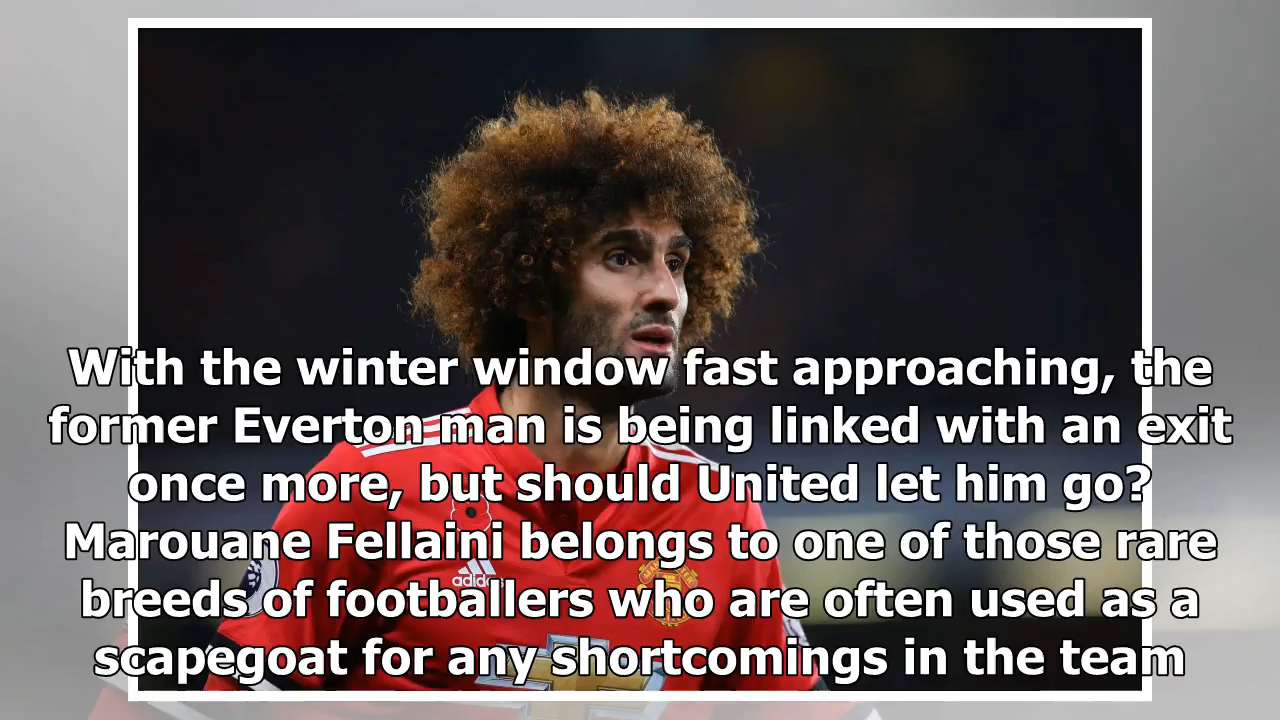 With the winter window fast approaching, the
former Everton man is being linked with an exit
once more, but should United let him go?
Marouane Fellaini belongs to one of those rare
breeds of footballers who are often used as a
scapegoat for any shortcomings in the team
adidas